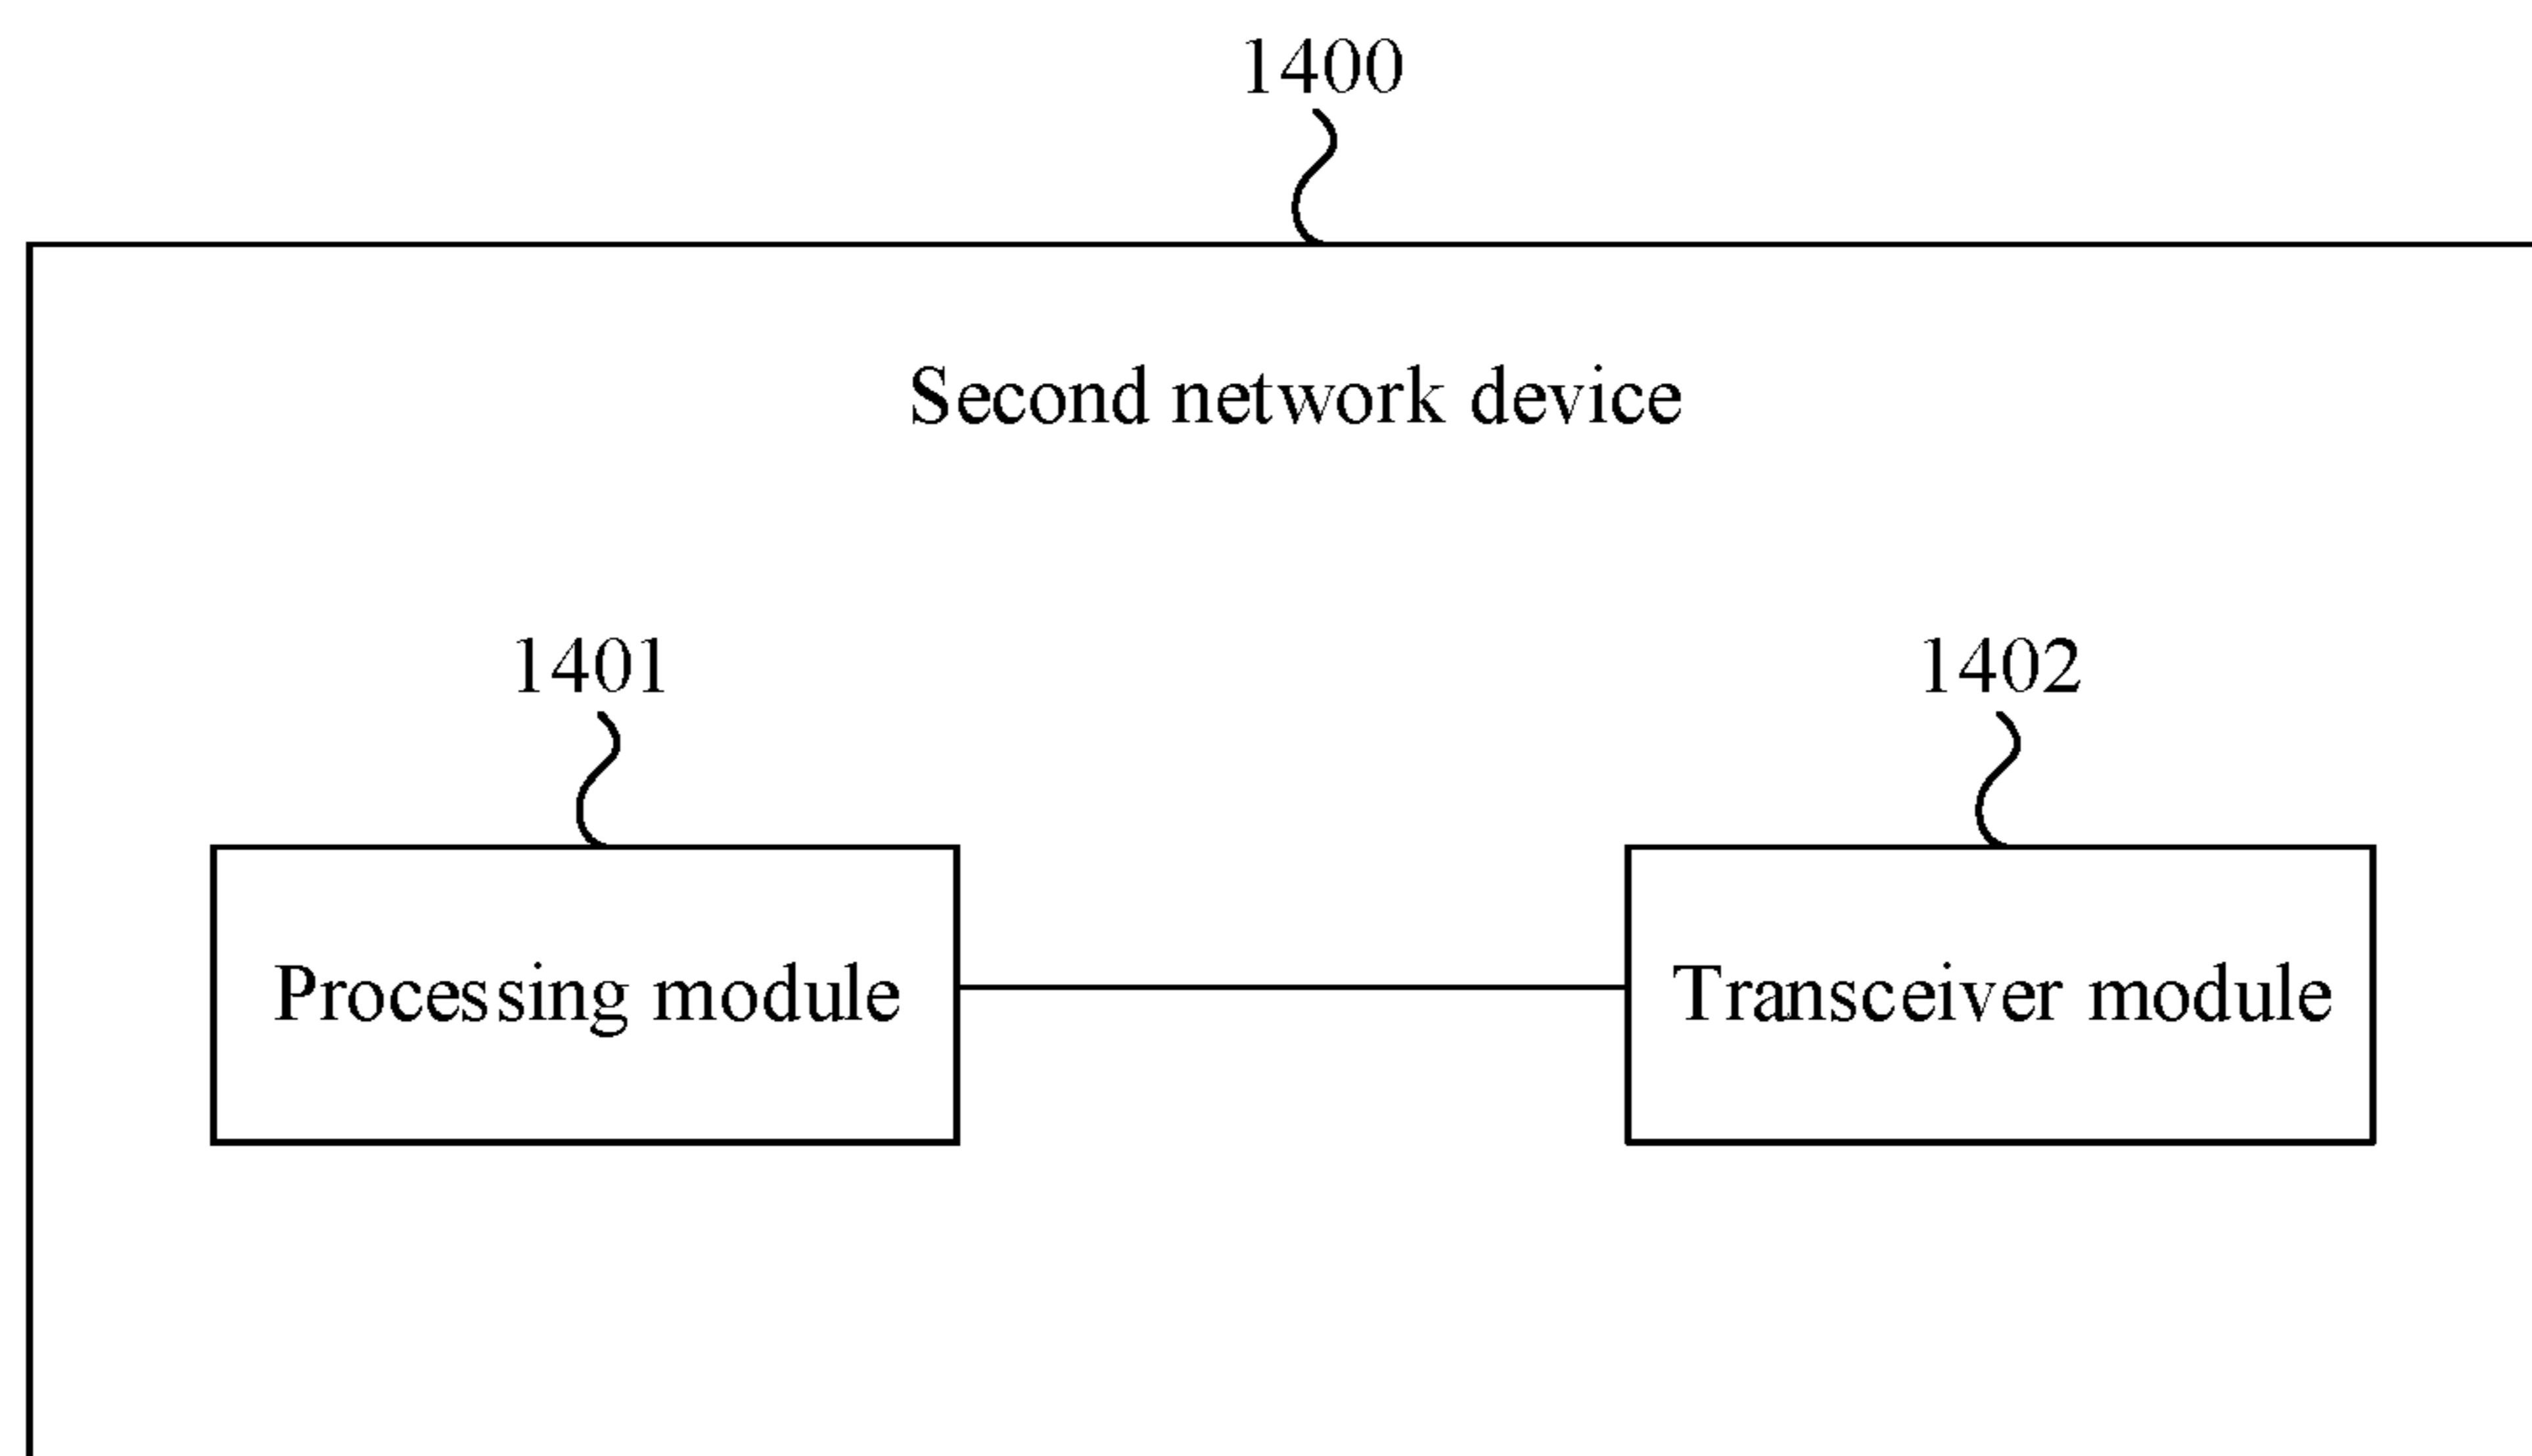 1400
Second network device
1401
1402
Processing module
Transceiver module